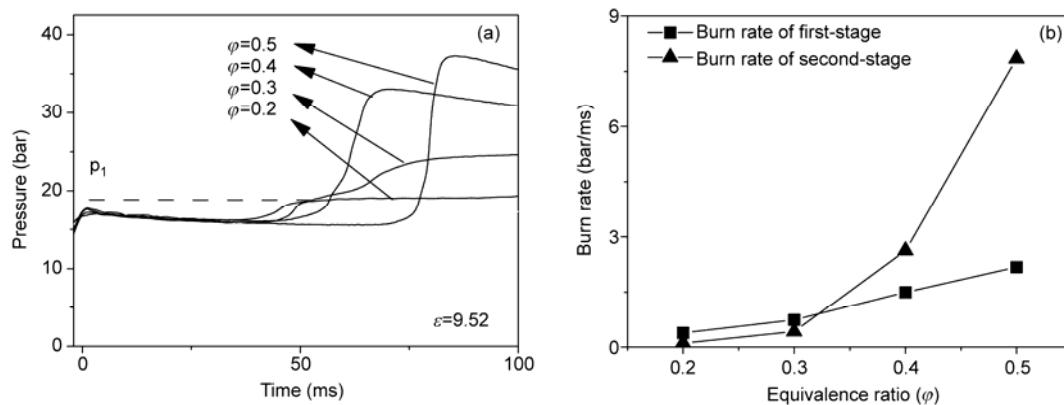 (a)
φ=0.5
φ=0.4
φ=0.3
φ=0.2
p1
ε=9.52
40
30
20
10
0
Pressure (bar)
0
50
100
Time (ms)
(b)
Burn rate of first-stage
Burn rate of second-stage
9
6
3
0
Burn rate (bar/ms)
0.2
0.3
0.4
0.5
Equivalence ratio (φ)